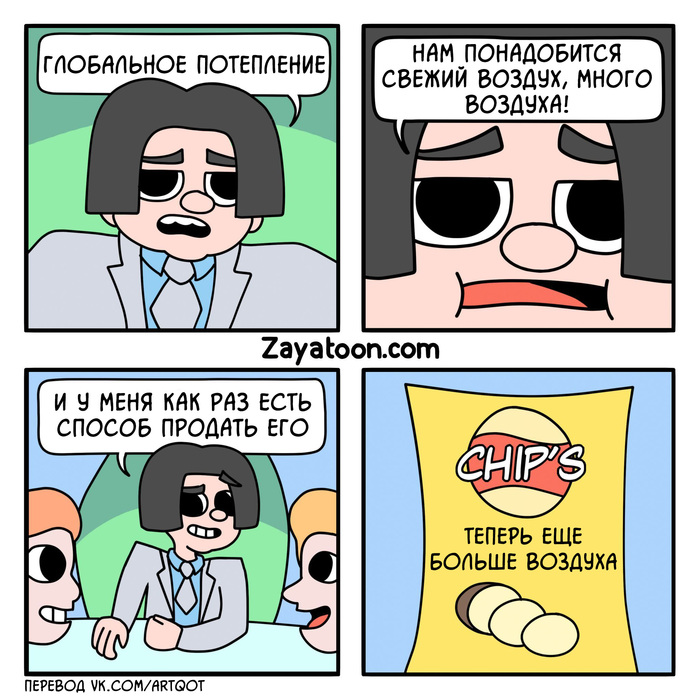 ГЛОБАЛЬНОЕ ПОТЕПЛЕНИЕ
НАМ ПОНАДОБИТСЯ
СВЕЖИЙ ВОЗДУХ, МНОГО
ВОЗДУХА!
Zayatoon.com
И У МЕНЯ КАК РАЗ ЕСТЬ
СПОСОБ ПРОДАТЬ ЕГО
CHIP'S
ТЕПЕРЬ ЕЩЕ
БОЛЬШЕ ВОЗДУХА
ПЕРЕВОД VK.COM/ARTQOT